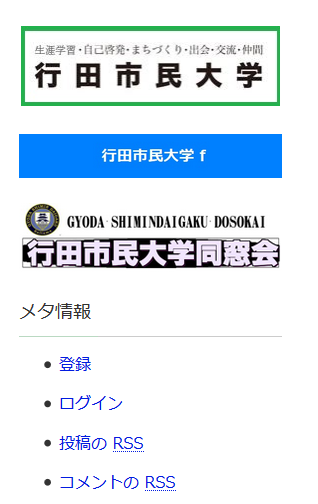 生涯学習・自己啓発・まちづくり・出会・交流・仲間
行田市民大学
行田市民大学 f
GYODA・SHIMINDAIGAKU・DOSOKAI
行田市民大学同窓会
メタ情報
登録
ログイン
投稿の RSS
コメントの RSS